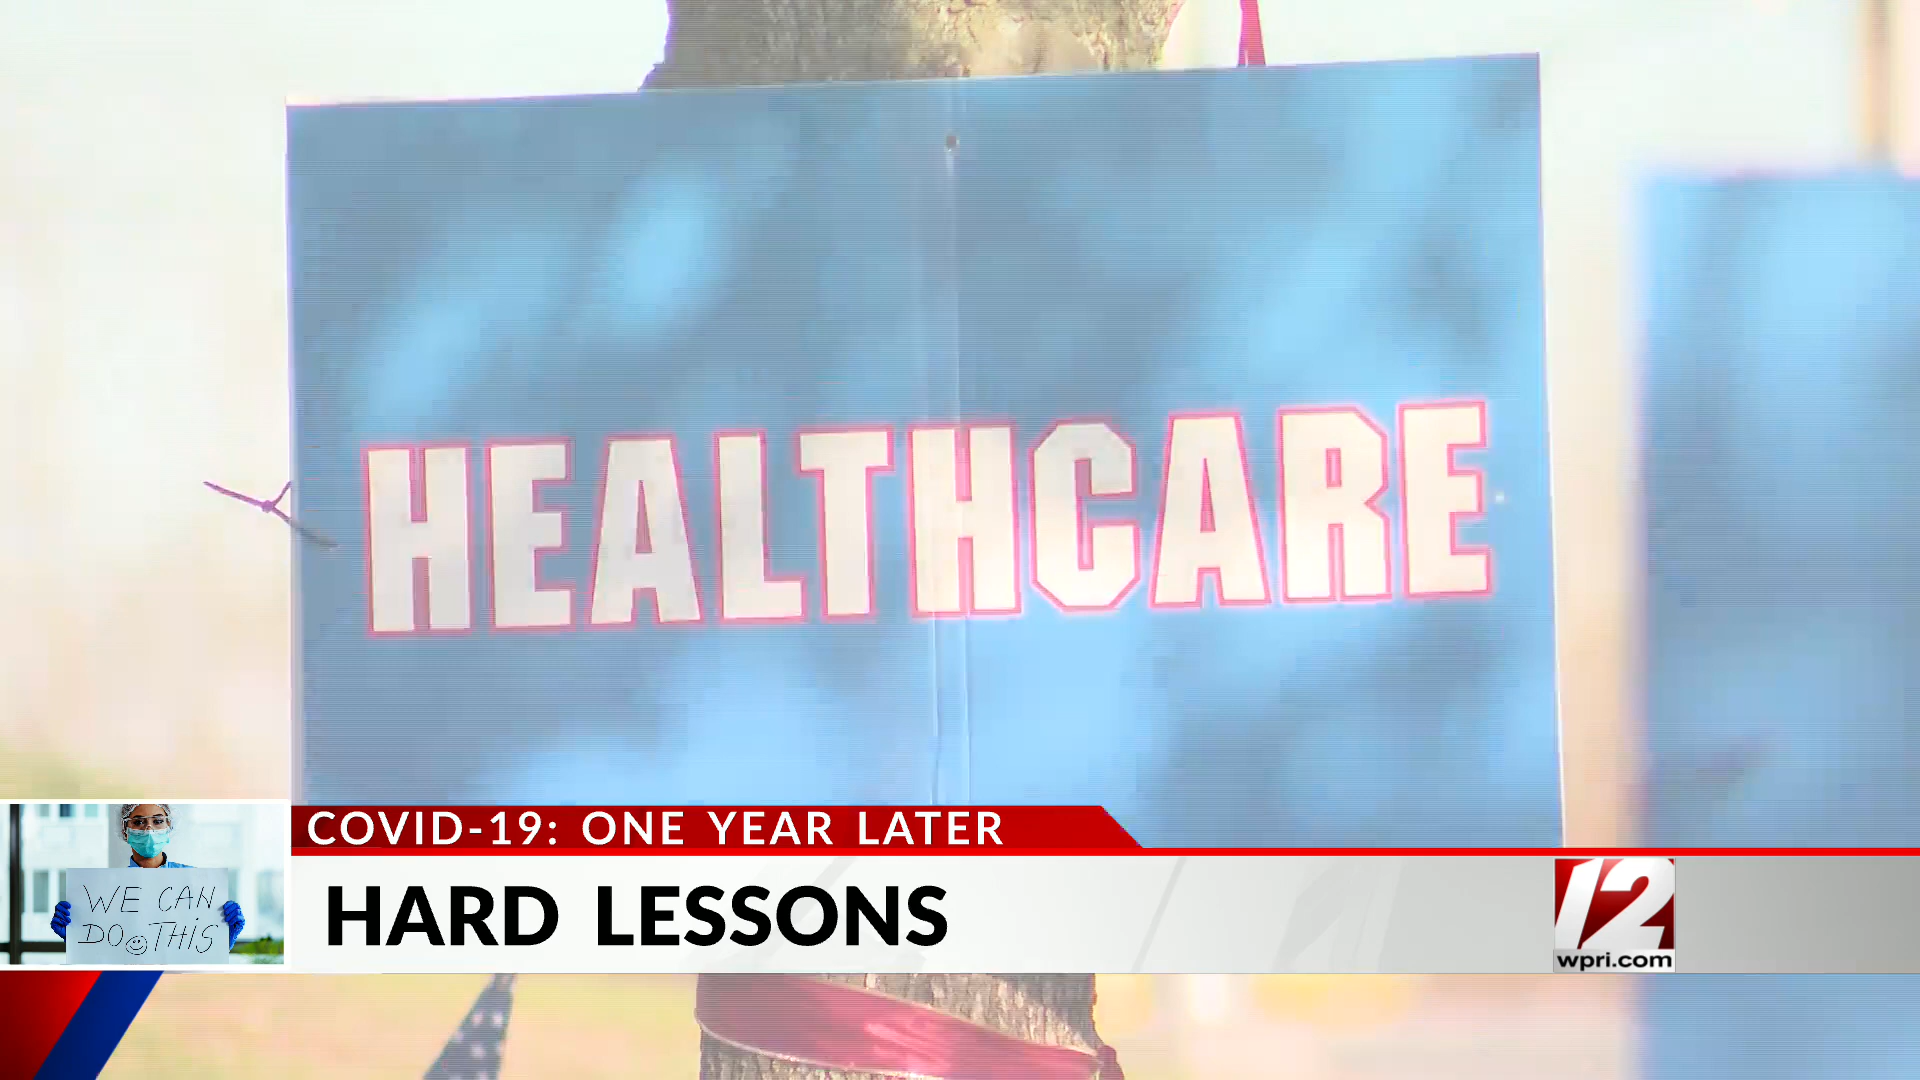 HEALTHCARE
COVID-19: ONE YEAR LATER
WE CAN
DO THIS
HARD LESSONS
12
wpri.com